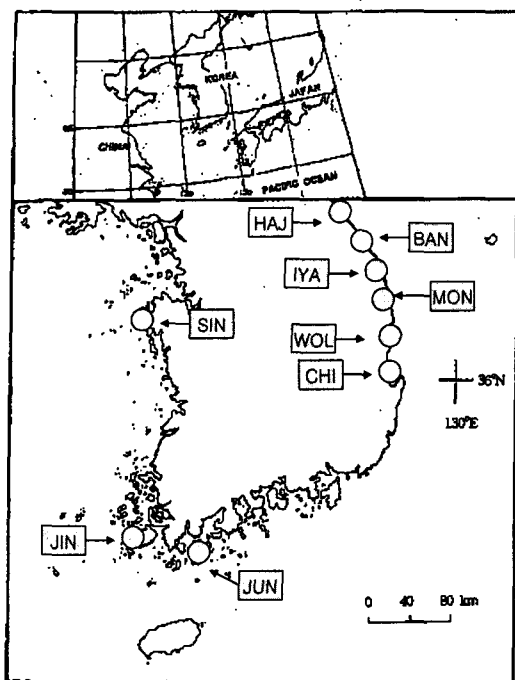 KOREA
JAPAN
CHINA
PACIFIC OCEAN
HAJ
BAN
IYA
MON
SIN
WOL
CHI
36°N
130°E
JIN
JUN
0 40 80 km